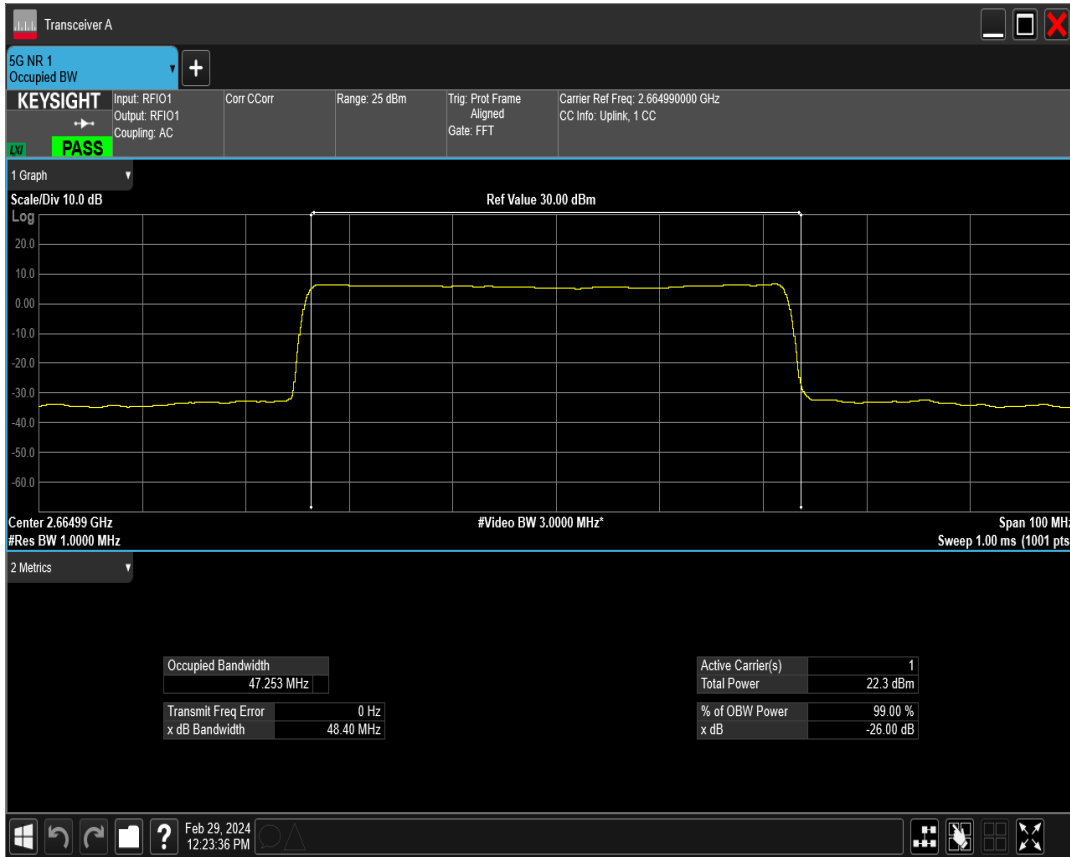 Transceiver A
5G NR 1
Occupied BW
+
KEYSIGHT
LXI
PASS
Input: RFIO1
Output: RFIO1
Coupling: AC
Corr CCorr
Range: 25 dBm
Trig: Prot Frame
Aligned
Gate: FFT
Carrier Ref Freq: 2.664990000 GHz
CC Info: Uplink, 1 CC
1 Graph
Scale/Div 10.0 dB
Ref Value 30.00 dBm
Log
20.0
10.0
0.00
-10.0
-20.0
-30.0
-40.0
-50.0
-60.0
Center 2.66499 GHz
#Video BW 3.0000 MHz*
Span 100 MHz
#Res BW 1.0000 MHz
Sweep 1.00 ms (1001 pts
2 Metrics
Occupied Bandwidth
47.253 MHz
Transmit Freq Error 0 Hz
x dB Bandwidth 48.40 MHz
Active Carrier(s) 1
Total Power 22.3 dBm
% of OBW Power 99.00 %
x dB -26.00 dB
?
Feb 29, 2024
12:23:36 PM